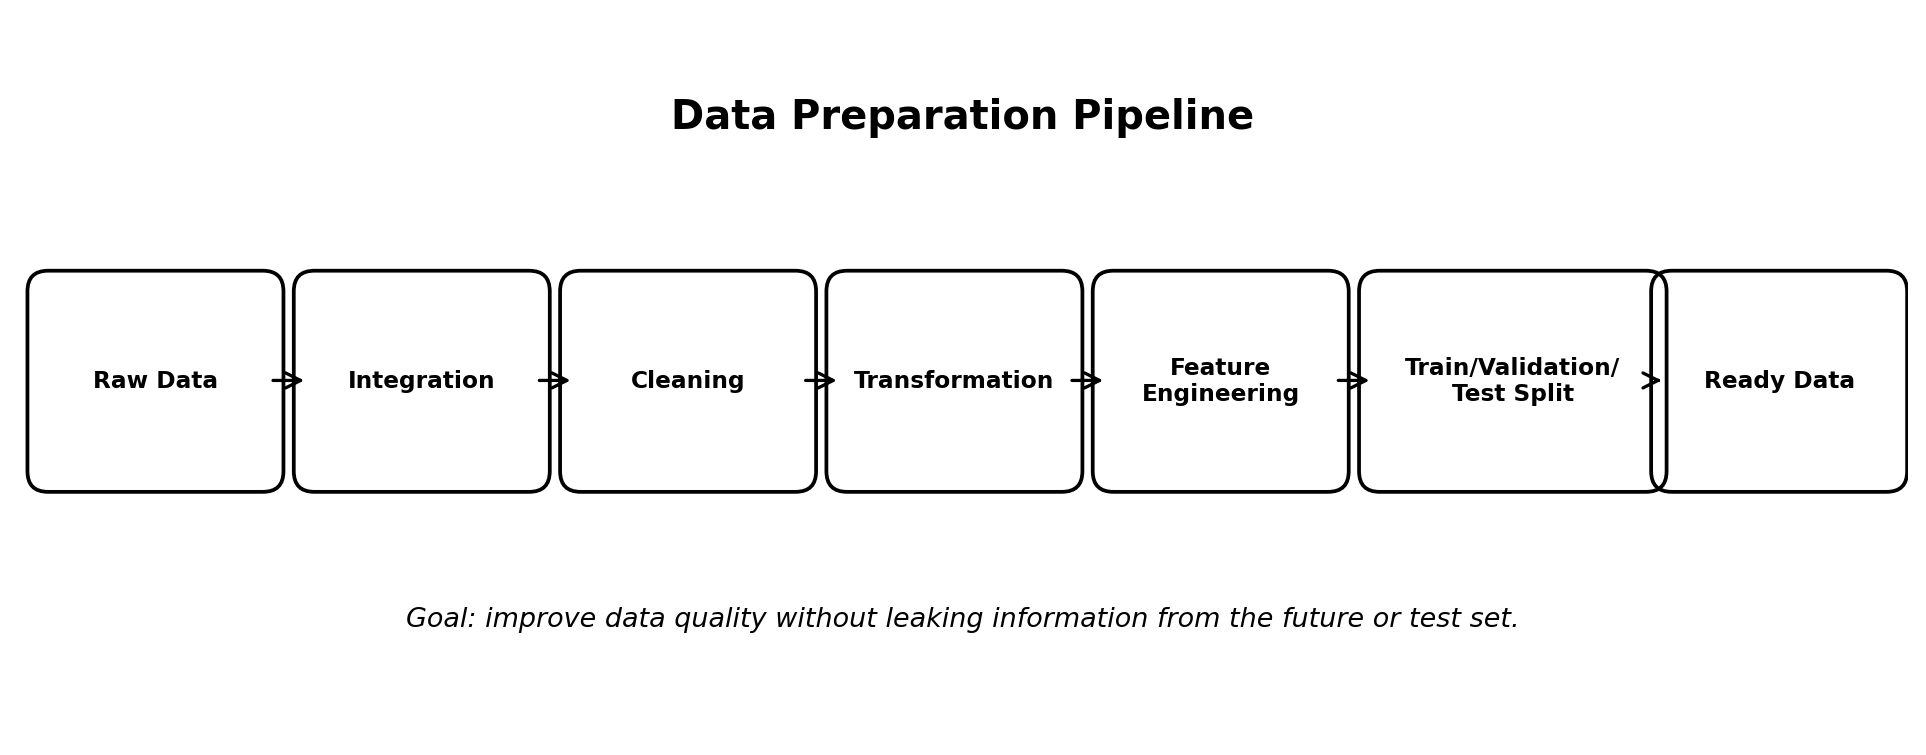 Data Preparation Pipeline
Raw Data
Integration
Cleaning
Transformation
Feature
Engineering
Train/Validation/
Test Split
Ready Data
Goal: improve data quality without leaking information from the future or test set.